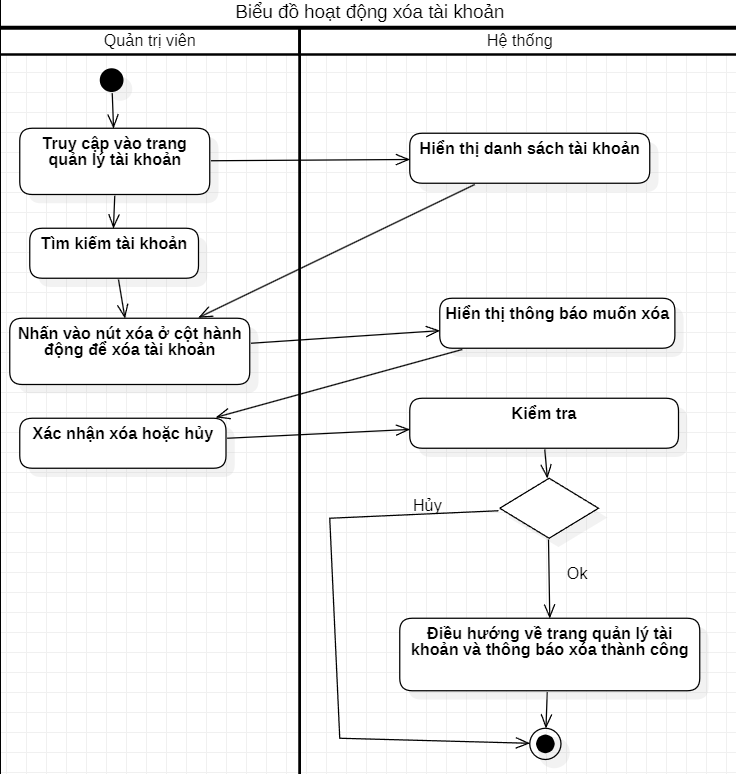 Biểu đồ hoạt động xóa tài khoản
Quản trị viên
Hệ thống
Truy cập vào trang
quản lý tài khoản
Hiển thị danh sách tài khoản
Tìm kiếm tài khoản
Nhấn vào nút xóa ở cột hành
động để xóa tài khoản
Hiển thị thông báo muốn xóa
Xác nhận xóa hoặc hủy
Kiểm tra
Hủy
Ok
Điều hướng về trang quản lý tài
khoản và thông báo xóa thành công